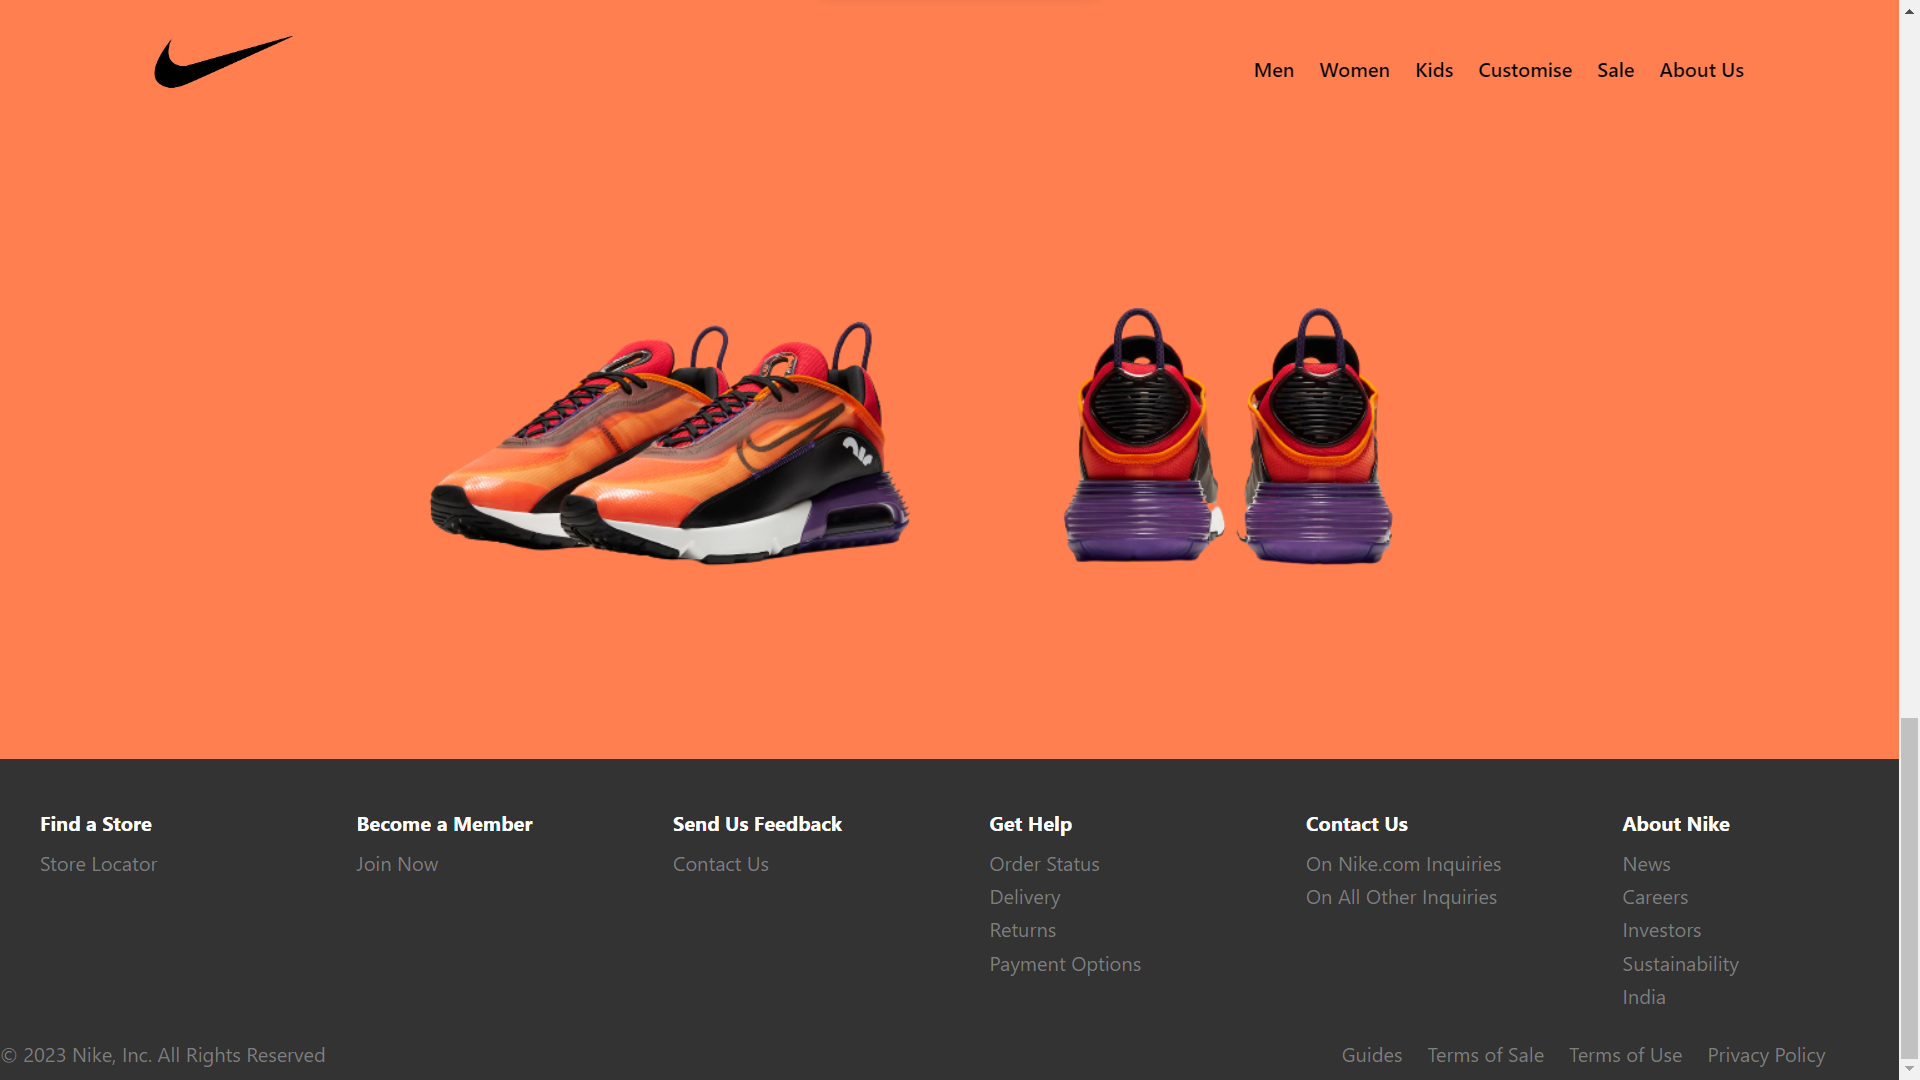 Men Women Kids Customise Sale About Us
Find a Store
Store Locator
Become a Member
Join Now
Send Us Feedback
Contact Us
Get Help
Order Status
Delivery
Returns
Payment Options
Contact Us
On Nike.com Inquiries
On All Other Inquiries
About Nike
News
Careers
Investors
Sustainability
India
© 2023 Nike, Inc. All Rights Reserved
Guides Terms of Sale Terms of Use Privacy Policy